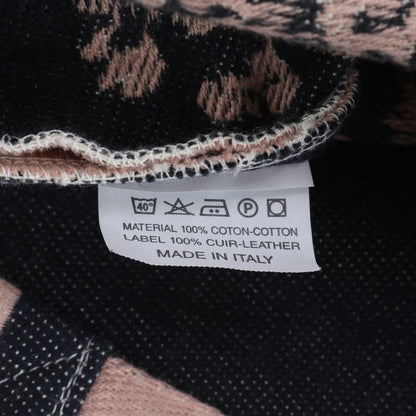 40° P
MATERIAL 100% COTON-COTTON
LABEL 100% CUIR-LEATHER
MADE IN ITALY